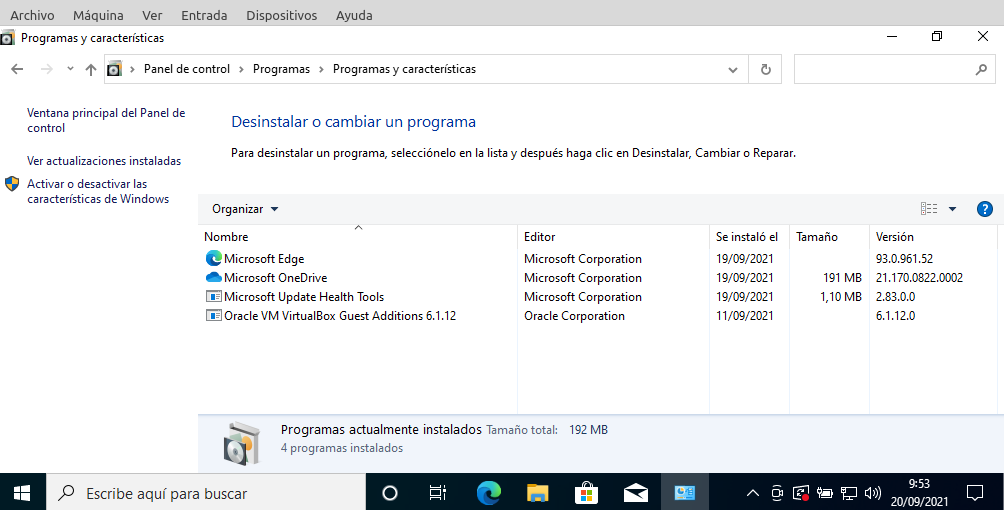 Archivo Máquina Ver Entrada Dispositivos Ayuda
Programas y características
Panel de control Programas Programas y características
Ventana principal del Panel de
control
Ver actualizaciones instaladas
Activar o desactivar las
características de Windows
Desinstalar o cambiar un programa
Para desinstalar un programa, selecciónelo en la lista y después haga clic en Desinstalar, Cambiar o Reparar.
Organizar
Nombre Editor Se instaló el Tamaño Versión
Microsoft Edge Microsoft Corporation 19/09/2021 93.0.961.52
Microsoft OneDrive Microsoft Corporation 19/09/2021 191 MB 21.170.0822.0002
Microsoft Update Health Tools Microsoft Corporation 19/09/2021 1,10 MB 2.83.0.0
Oracle VM VirtualBox Guest Additions 6.1.12 Oracle Corporation 11/09/2021 6.1.12.0
Programas actualmente instalados Tamaño total: 192 MB
4 programas instalados
Escribe aquí para buscar
9:53
20/09/2021